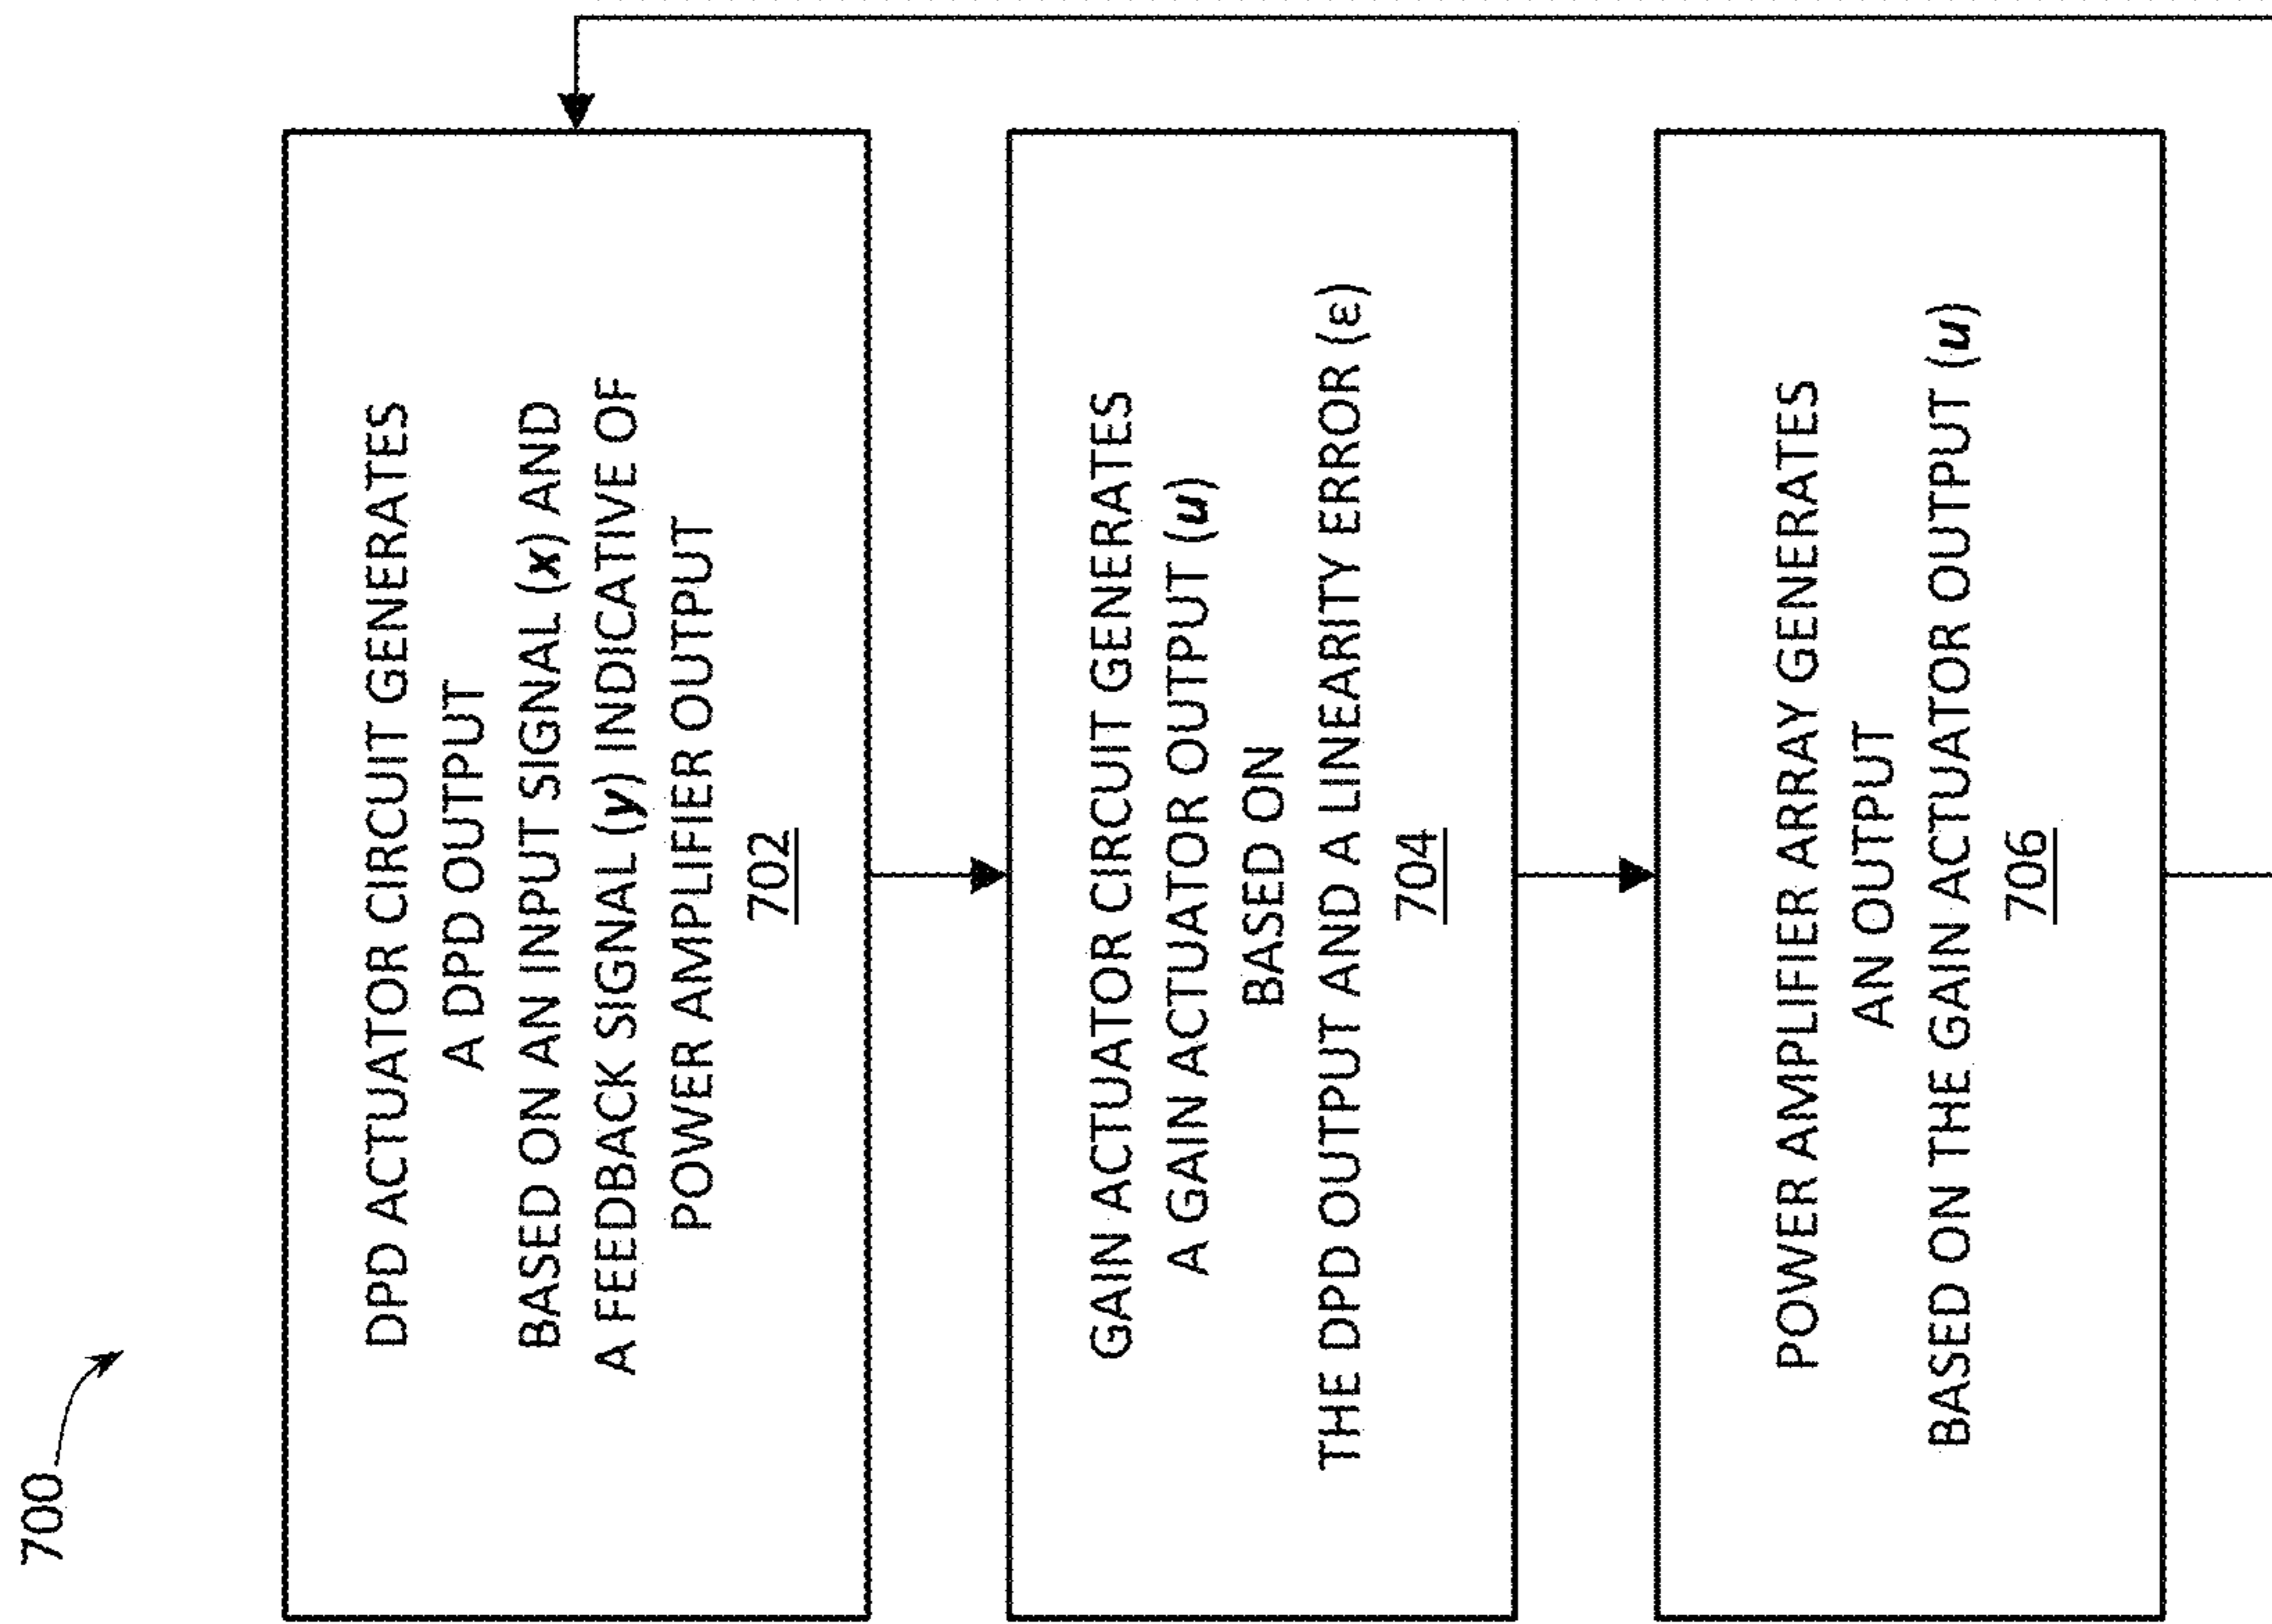 700
DPD ACTUATOR CIRCUIT GENERATES
A DPD OUTPUT
BASED ON AN INPUT SIGNAL (x) AND
A FEEDBACK SIGNAL (y) INDICATIVE OF
POWER AMPLIFIER OUTPUT
702
GAIN ACTUATOR CIRCUIT GENERATES
A GAIN ACTUATOR OUTPUT (u)
BASED ON
THE DPD OUTPUT AND A LINEARITY ERROR (ε)
704
POWER AMPLIFIER ARRAY GENERATES
AN OUTPUT
BASED ON THE GAIN ACTUATOR OUTPUT (u)
706